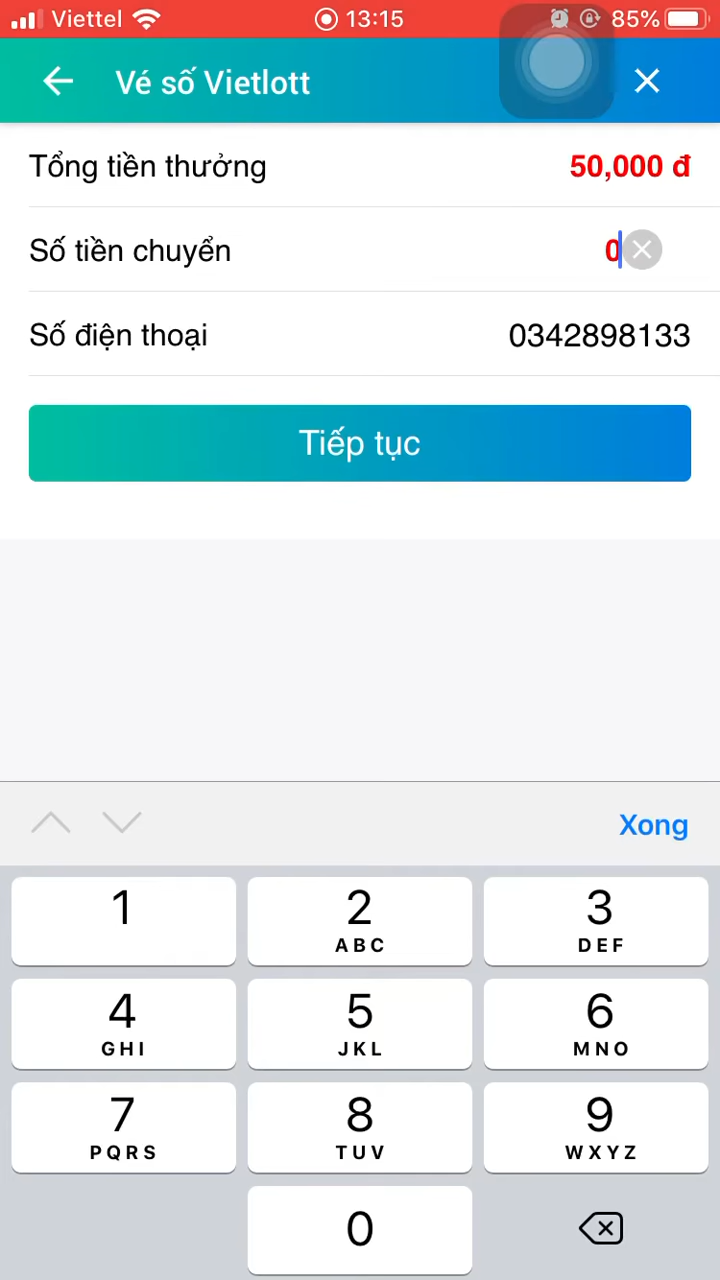 Viettel 13:15 85%
Vé số Vietlott
Tổng tiền thưởng 50,000 đ
Số tiền chuyển 0
Số điện thoại 0342898133
Tiếp tục
Xong
1 2 3
ABC DEF
4 5 6
GHI JKL MNO
7 8 9
PQRS TUV WXYZ
0